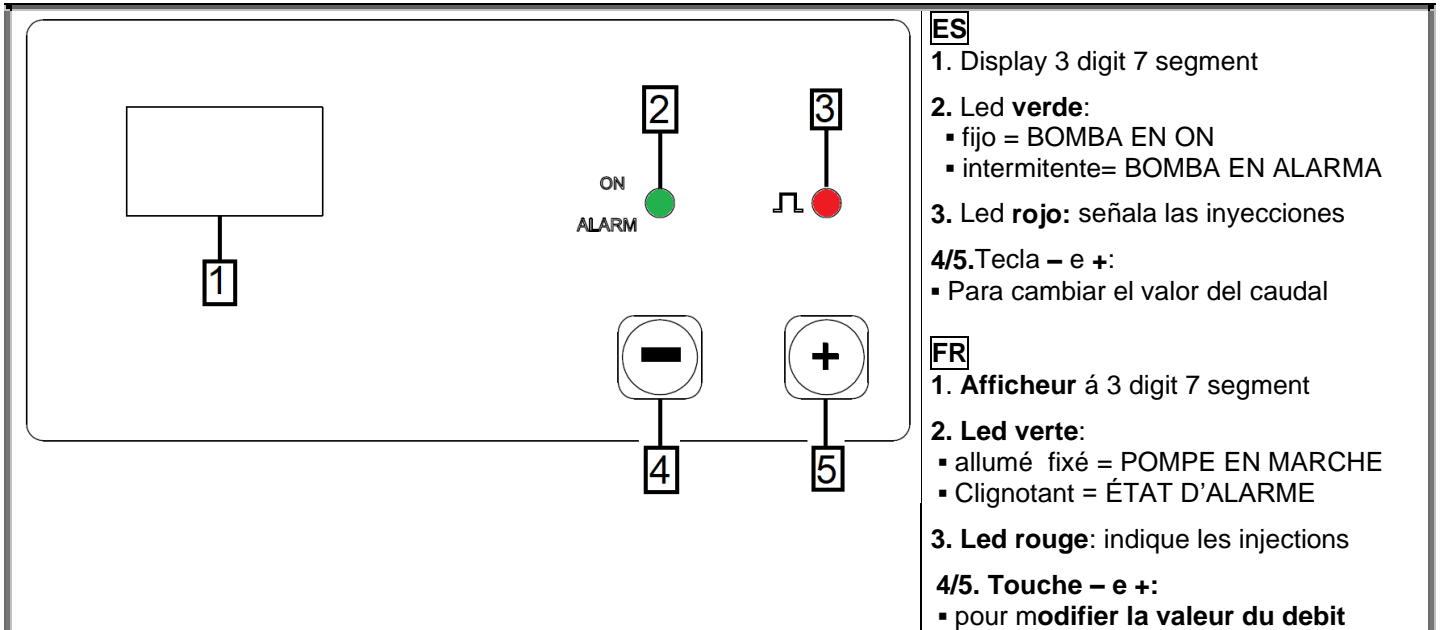 2
3
ON
ALARM
1
4
5
ES
1. Display 3 digit 7 segment
2. Led verde:
▪ fijo = BOMBA EN ON
▪ intermitente= BOMBA EN ALARMA
3. Led rojo: señala las inyecciones
4/5.Tecla – e +:
▪ Para cambiar el valor del caudal
FR
1. Afficheur á 3 digit 7 segment
2. Led verte:
▪ allumé fixé = POMPE EN MARCHE
▪ Clignotant = ÉTAT D'ALARME
3. Led rouge: indique les injections
4/5. Touche – e +:
▪ pour modifier la valeur du debit